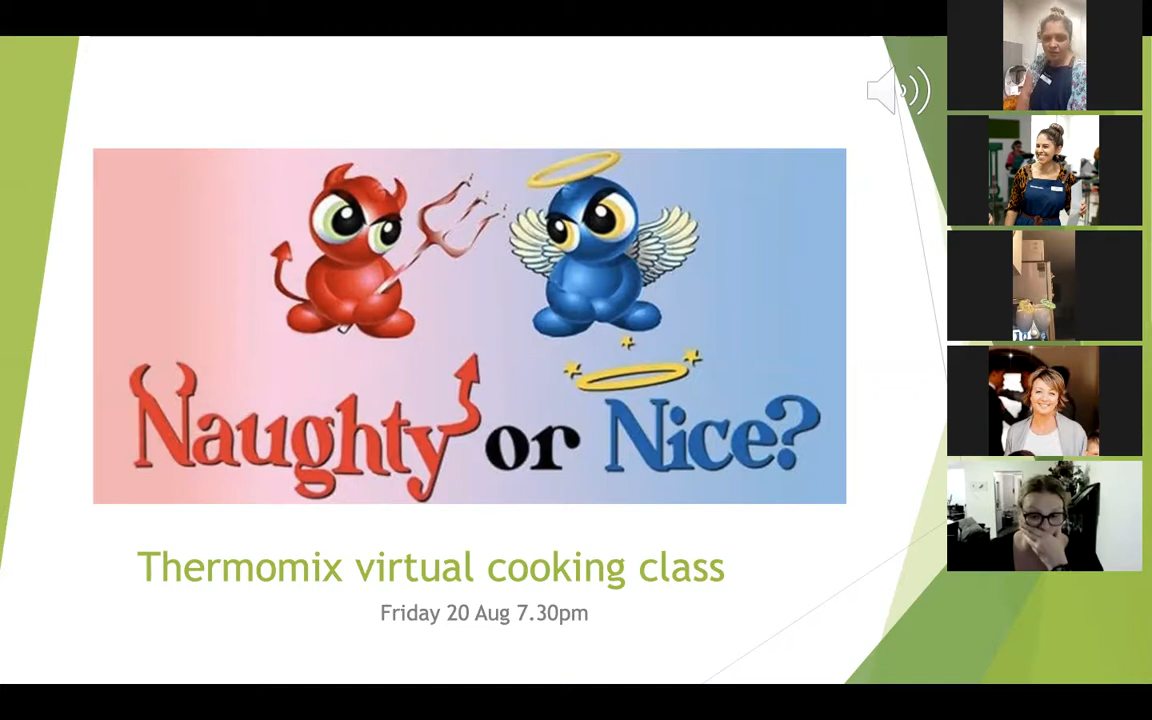 Naughty or Nice?
Thermomix virtual cooking class
Friday 20 Aug 7.30pm